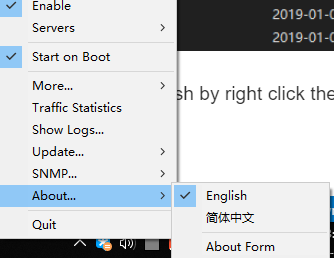 Enable
2019-01-0
Servers
2019-01-0
Start on Boot
More...
sh by right click the
Traffic Statistics
Show Logs...
Update...
SNMP...
About...
English
简体中文
Quit
About Form